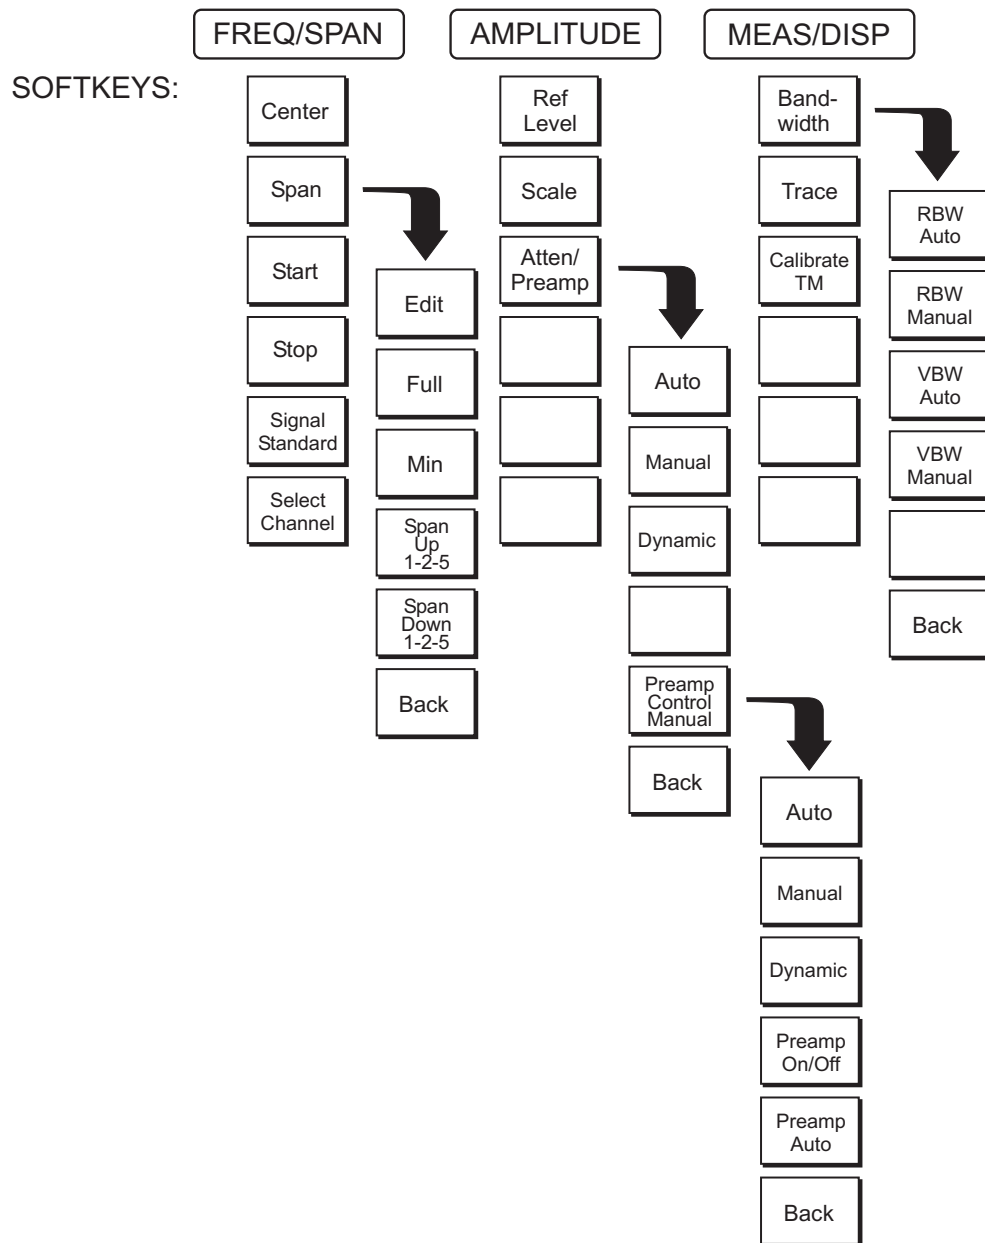 FREQ/SPAN
AMPLITUDE
MEAS/DISP
SOFTKEYS:
Center
Span
Start
Stop
Signal
Standard
Select
Channel
Edit
Full
Min
Span
Up
1-2-5
Span
Down
1-2-5
Back
Ref
Level
Scale
Atten/
Preamp
Auto
Manual
Dynamic
Preamp
Control
Manual
Back
Auto
Manual
Dynamic
Preamp
On/Off
Preamp
Auto
Back
Band-
width
Trace
Calibrate
TM
RBW
Auto
RBW
Manual
VBW
Auto
VBW
Manual
Back